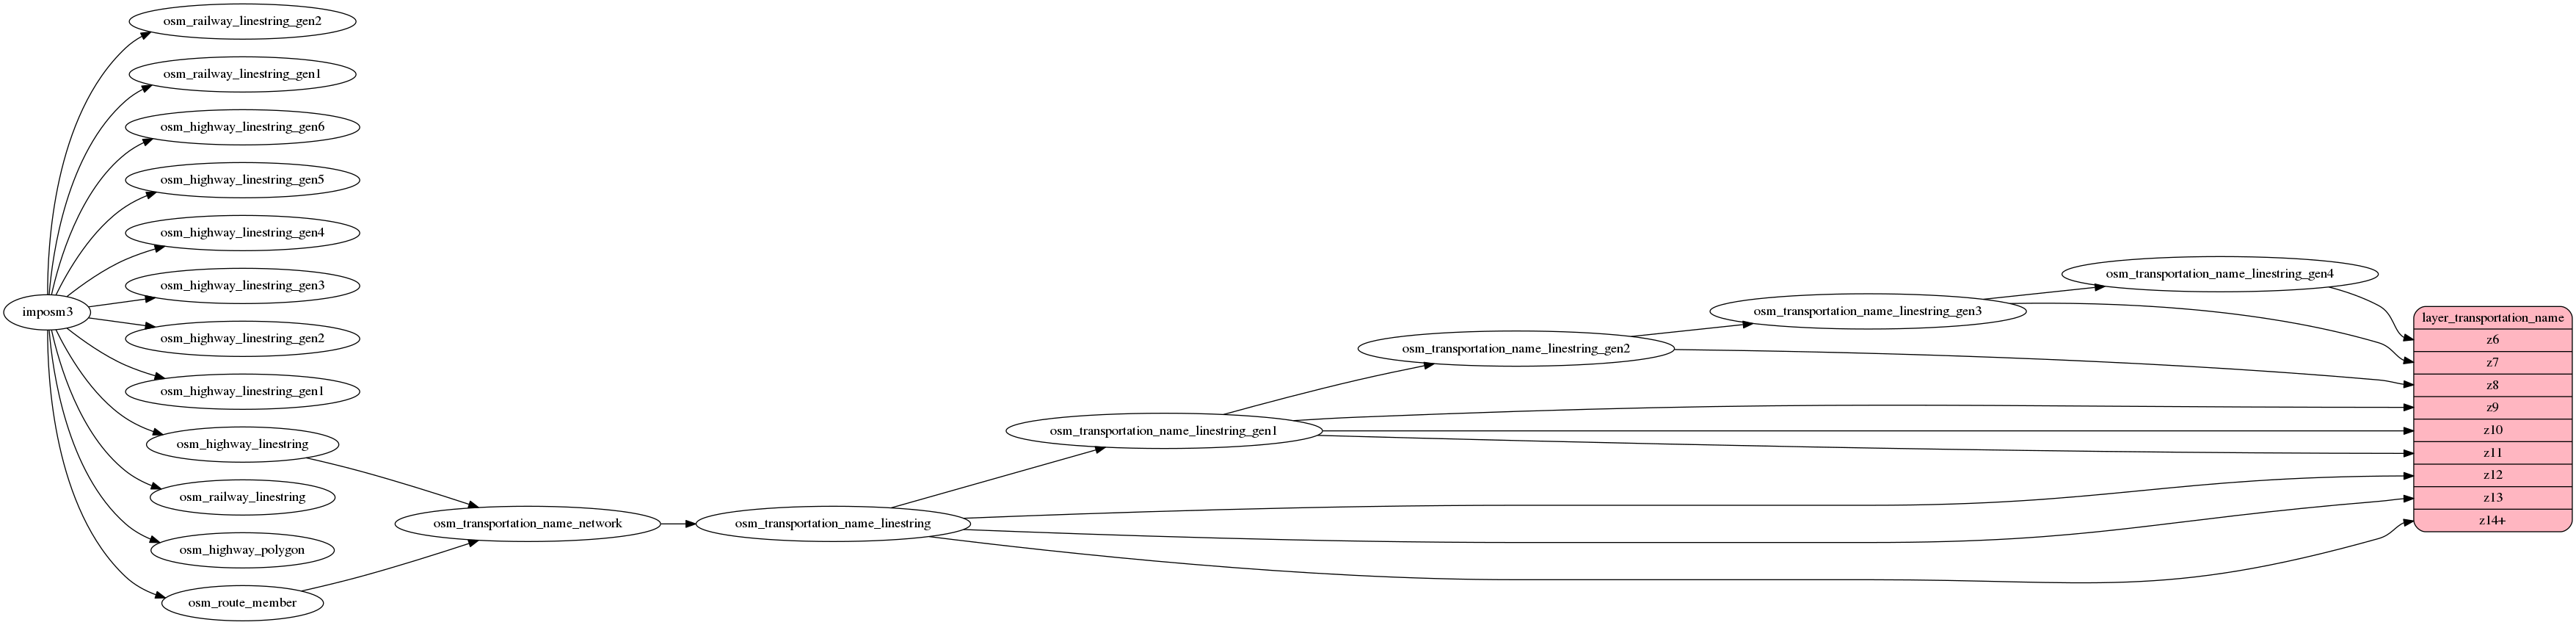 osm_railway_linestring_gen2
osm_railway_linestring_gen1
osm_highway_linestring_gen6
osm_highway_linestring_gen5
osm_highway_linestring_gen4
osm_highway_linestring_gen3
imposm3
osm_highway_linestring_gen2
osm_highway_linestring_gen1
osm_highway_linestring
osm_railway_linestring
osm_highway_polygon
osm_route_member
osm_transportation_name_network
osm_transportation_name_linestring
osm_transportation_name_linestring_gen1
osm_transportation_name_linestring_gen2
osm_transportation_name_linestring_gen3
osm_transportation_name_linestring_gen4
layer_transportation_name
z6
z7
z8
z9
z10
z11
z12
z13
z14+